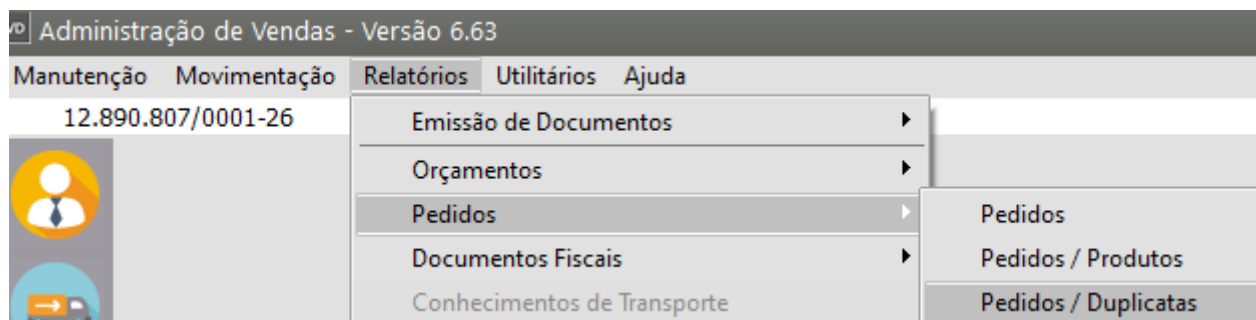 Administração de Vendas - Versão 6.63
Manutenção Movimentação Relatórios Utilitários Ajuda
12.890.807/0001-26
Emissão de Documentos
Orçamentos
Pedidos
Pedidos
Documentos Fiscais
Pedidos / Produtos
Conhecimentos de Transporte
Pedidos / Duplicatas